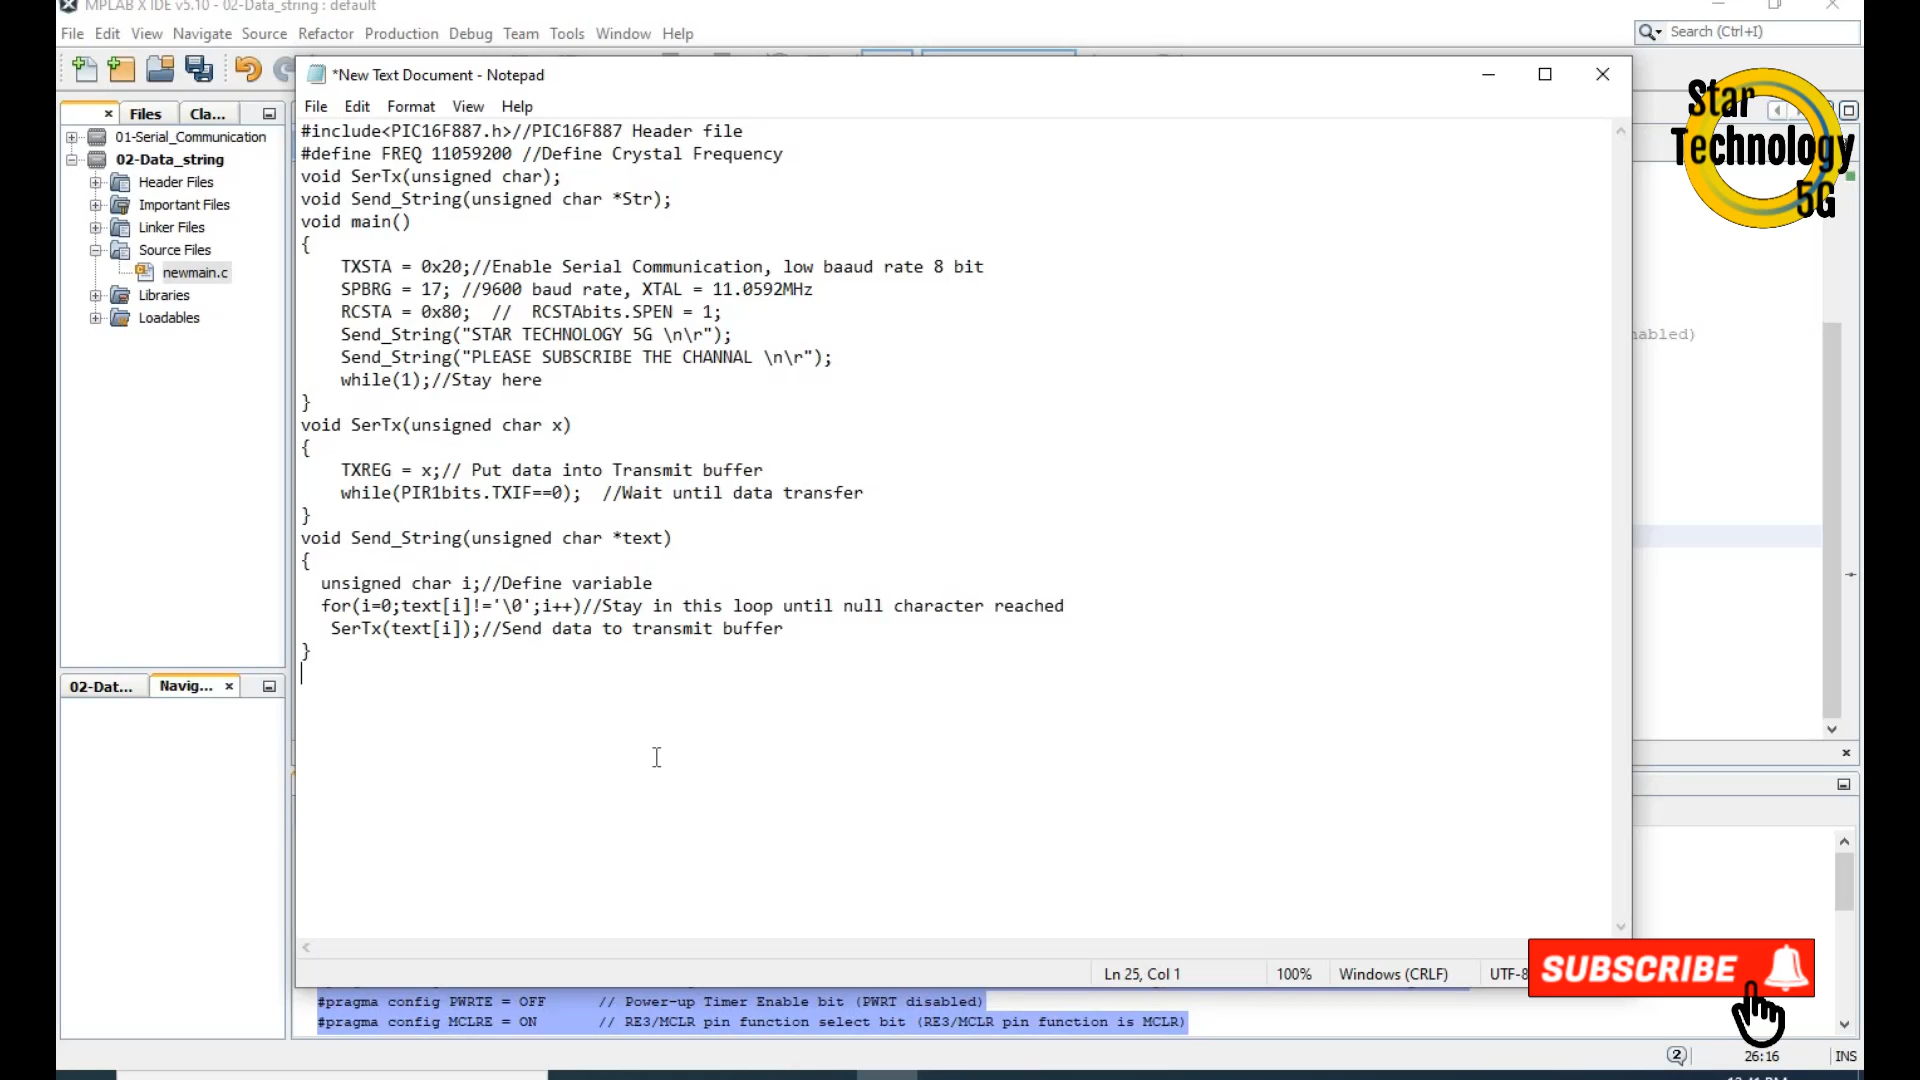 MPLAB X IDE v5.10 - 02-Data_string : default
File Edit View Navigate Source Refactor Production Debug Team Tools Window Help
Search (Ctrl+I)
*New Text Document - Notepad
File Edit Format View Help
Files Cla...
01-Serial_Communication
02-Data_string
Header Files
Important Files
Linker Files
Source Files
newmain.c
Libraries
Loadables
02-Dat... Navig...
#include<PIC16F887.h>//PIC16F887 Header file
#define FREQ 11059200 //Define Crystal Frequency
void SerTx(unsigned char);
void Send_String(unsigned char *Str);
void main()
{
TXSTA = 0x20;//Enable Serial Communication, low baaud rate 8 bit
SPBRG = 17; //9600 baud rate, XTAL = 11.0592MHz
RCSTA = 0x80; // RCSTAbits.SPEN = 1;
Send_String("STAR TECHNOLOGY 5G \n\r");
Send_String("PLEASE SUBSCRIBE THE CHANNAL \n\r");
while(1);//Stay here
}
void SerTx(unsigned char x)
{
TXREG = x;// Put data into Transmit buffer
while(PIR1bits.TXIF==0); //Wait until data transfer
}
void Send_String(unsigned char *text)
{
unsigned char i;//Define variable
for(i=0;text[i]!='\0';i++)//Stay in this loop until null character reached
SerTx(text[i]);//Send data to transmit buffer
}
Star
Technology
5G
nabled)
Ln 25, Col 1 100% Windows (CRLF) UTF-8
SUBSCRIBE
#pragma config PWRTE = OFF // Power-up Timer Enable bit (PWRT disabled)
#pragma config MCLRE = ON // RE3/MCLR pin function select bit (RE3/MCLR pin function is MCLR)
2 26:16 INS